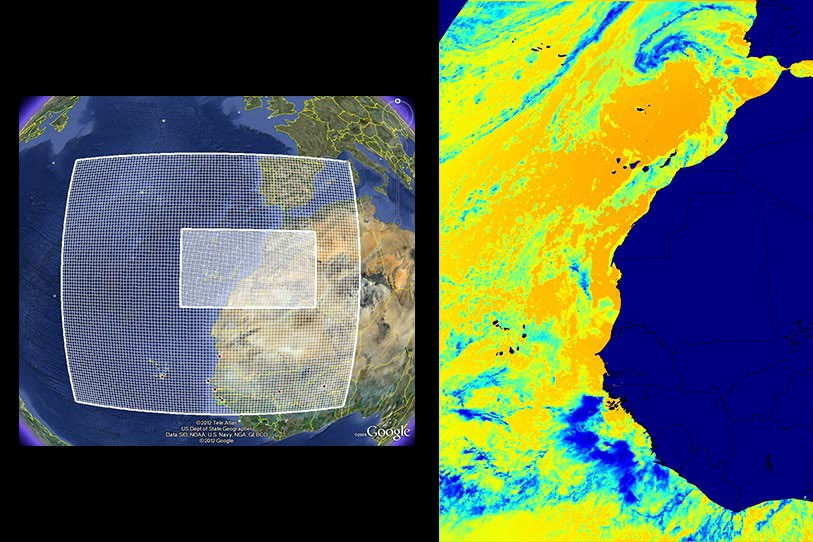 ©2012 Tele Atlas
US Dept of State Geographer
Data SIO, NOAA, U.S. Navy, NGA, GEBCO
©2012 Google
Google